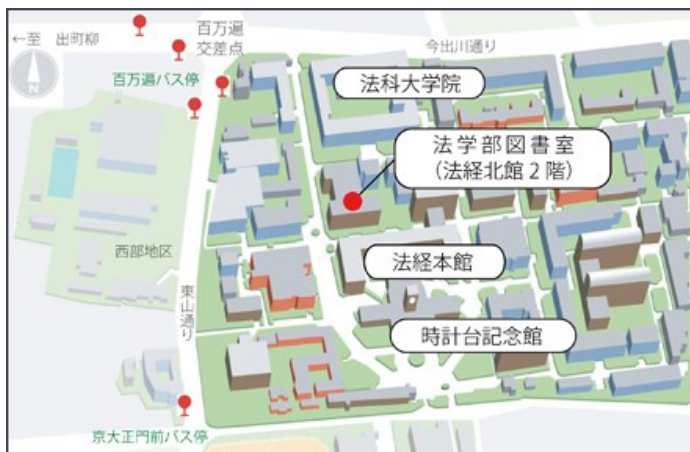 ←至 出町柳
百万遍
交差点
今出川通り
N
百万遍バス停
法科大学院
法学部図書室
(法経北館2階)
西部地区
法経本館
東山通り
時計台記念館
京大正門前バス停